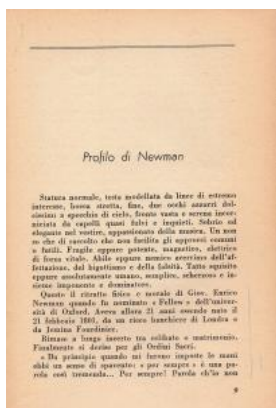 Profilo di Newman
Statura normale, testa modellata da linee di estremo
interesse, bocca stretta, fine, due occhi azzurri dol-
cissimi a specchio di cielo, fronte vasta e serena incor-
niciata da capelli quasi fulvi e inquieti. Sobrio ed
elegante nel vestire, appassionato della musica. Un non
so che di raccolto che non facilita gli approcci comuni
o futili. Fragile eppure potente, magnetico, elettrico
di forza vitale. Abile eppure nemico acerrimo dell'af-
fettazione, del bigottismo e della falsità. Tatto squisito
eppure assolutamente umano, semplice, scherzoso e in-
sieme imponente e dominatore.
Questo il ritratto fisico e morale di Giov. Enrico
Newman quando fu nominato « Fellow » dell'univer-
sità di Oxford. Aveva allora 21 anni essendo nato il
21 febbraio 1801, da un ricco banchiere di Londra e
da Jemina Fourdinier.
Rimase a lungo incerto tra celibato e matrimonio.
Finalmente si decise per gli Ordini Sacri.
« Da principio quando mi furono imposte le mani
ebbi un senso di sparento: « per sempre » è una pa-
rola così tremenda... Per sempre! Parola ch'io non
9